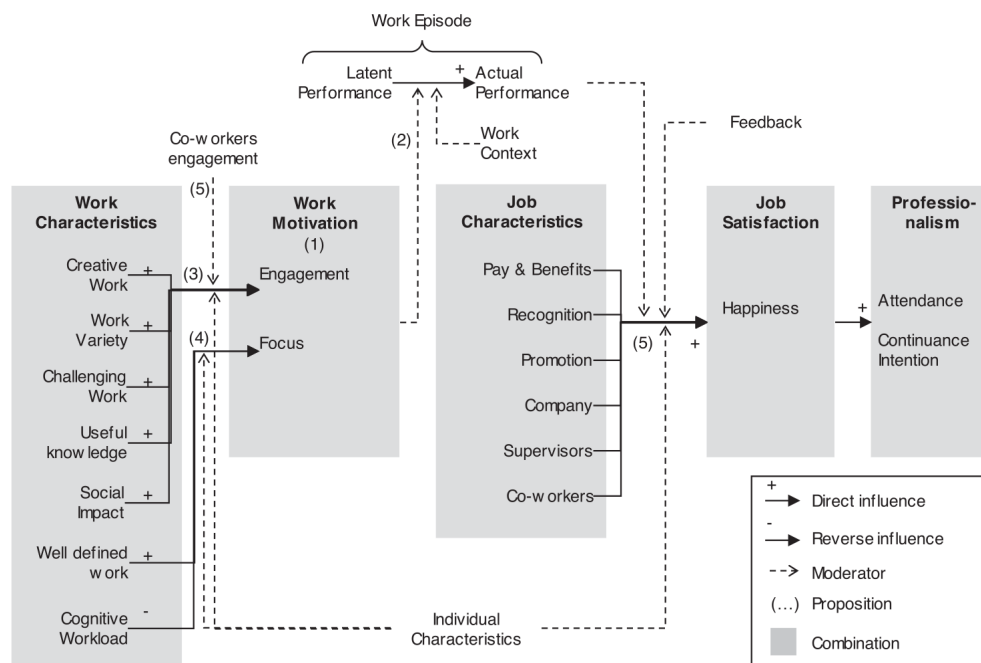 Work Episode
Latent
Performance
+
Actual
Performance
(2)
Work
Context
Feedback
Co-workers
engagement
(5)
Work
Characteristics
Creative
Work
+
Work
Variety
+
Challenging
Work
+
Useful
knowledge
+
Social
Impact
+
Well defined
work
+
Cognitive
Workload
-
(3)
(4)
Work
Motivation
(1)
Engagement
Focus
Job
Characteristics
Pay & Benefits
Recognition
Promotion
Company
Supervisors
Co-workers
(5)
+
Job
Satisfaction
Happiness
+
Professio-
nalism
Attendance
Continuance
Intention
Individual
Characteristics
+
Direct influence
-
Reverse influence
Moderator
(...) Proposition
Combination